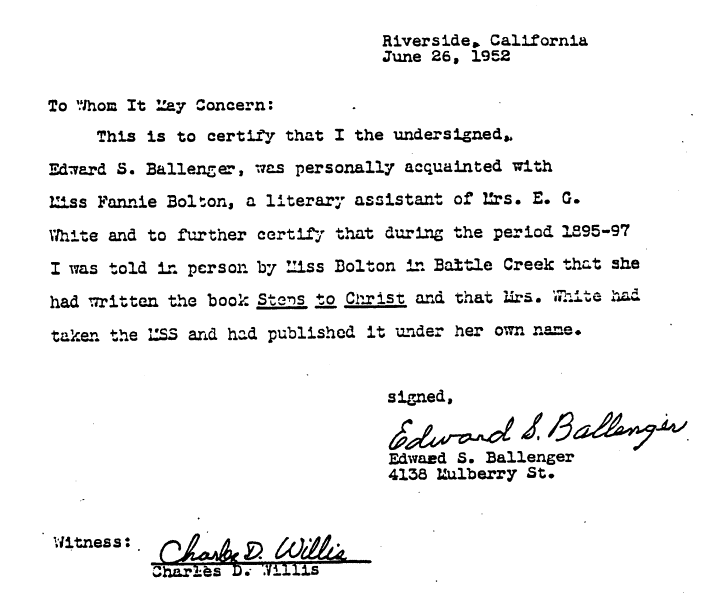 Riverside, California
June 26, 1952
To Whom It May Concern:
This is to certify that I the undersigned,
Edward S. Ballenger, was personally acquainted with
Miss Fannie Bolton, a literary assistant of Mrs. E. G.
White and to further certify that during the period 1895-97
I was told in person by Miss Bolton in Battle Creek that she
had written the book Steps to Christ and that Mrs. White had
taken the MSS and had published it under her own name.
signed,
Edward S. Ballenger
Edward S. Ballenger
4138 Mulberry St.
Witness: Charles D. Willis
Charles D. Willis